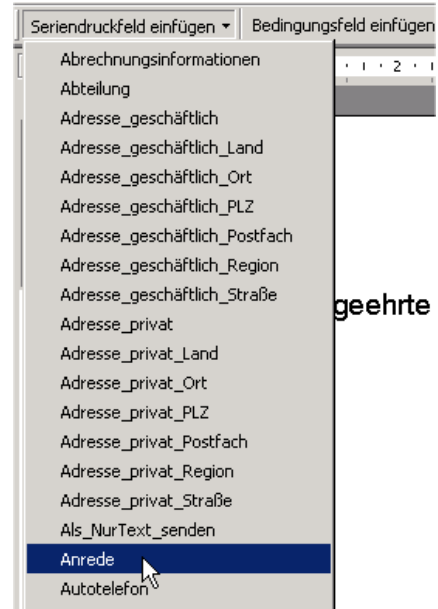 Seriendruckfeld einfügen Bedingungsfeld einfügen
Abrechnungsinformationen
2
Abteilung
Adresse_geschäftlich
Adresse_geschäftlich_Land
Adresse_geschäftlich_Ort
Adresse_geschäftlich_PLZ
Adresse_geschäftlich_Postfach
Adresse_geschäftlich_Region
Adresse_geschäftlich_Straße
geehrte
Adresse_privat
Adresse_privat_Land
Adresse_privat_Ort
Adresse_privat_PLZ
Adresse_privat_Postfach
Adresse_privat_Region
Adresse_privat_Straße
Als_NurText_senden
Anrede
Autotelefon